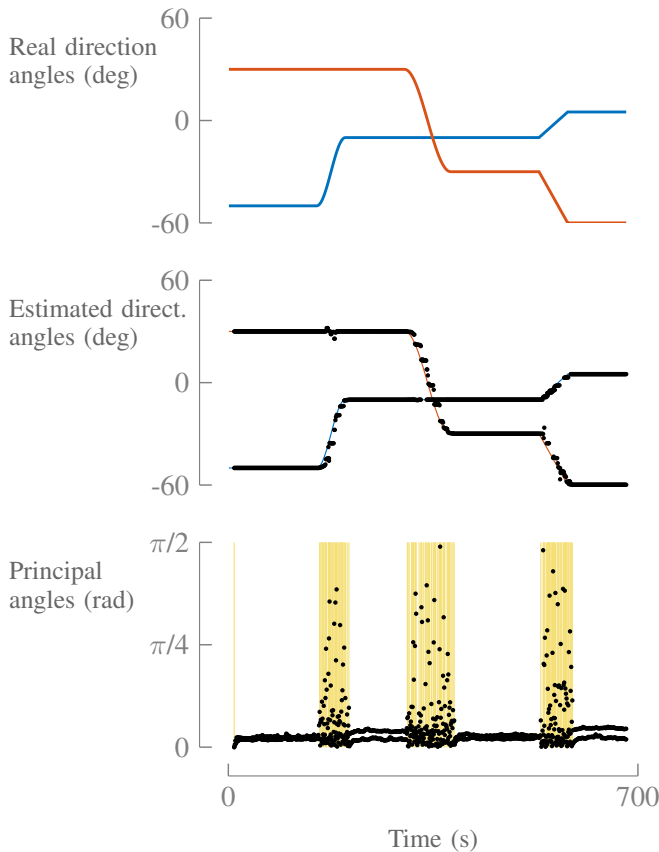 60
Real direction
angles (deg)
0
-60
60
Estimated direct.
angles (deg)
0
-60
π/2
Principal
angles (rad)
π/4
0
0 700
Time (s)